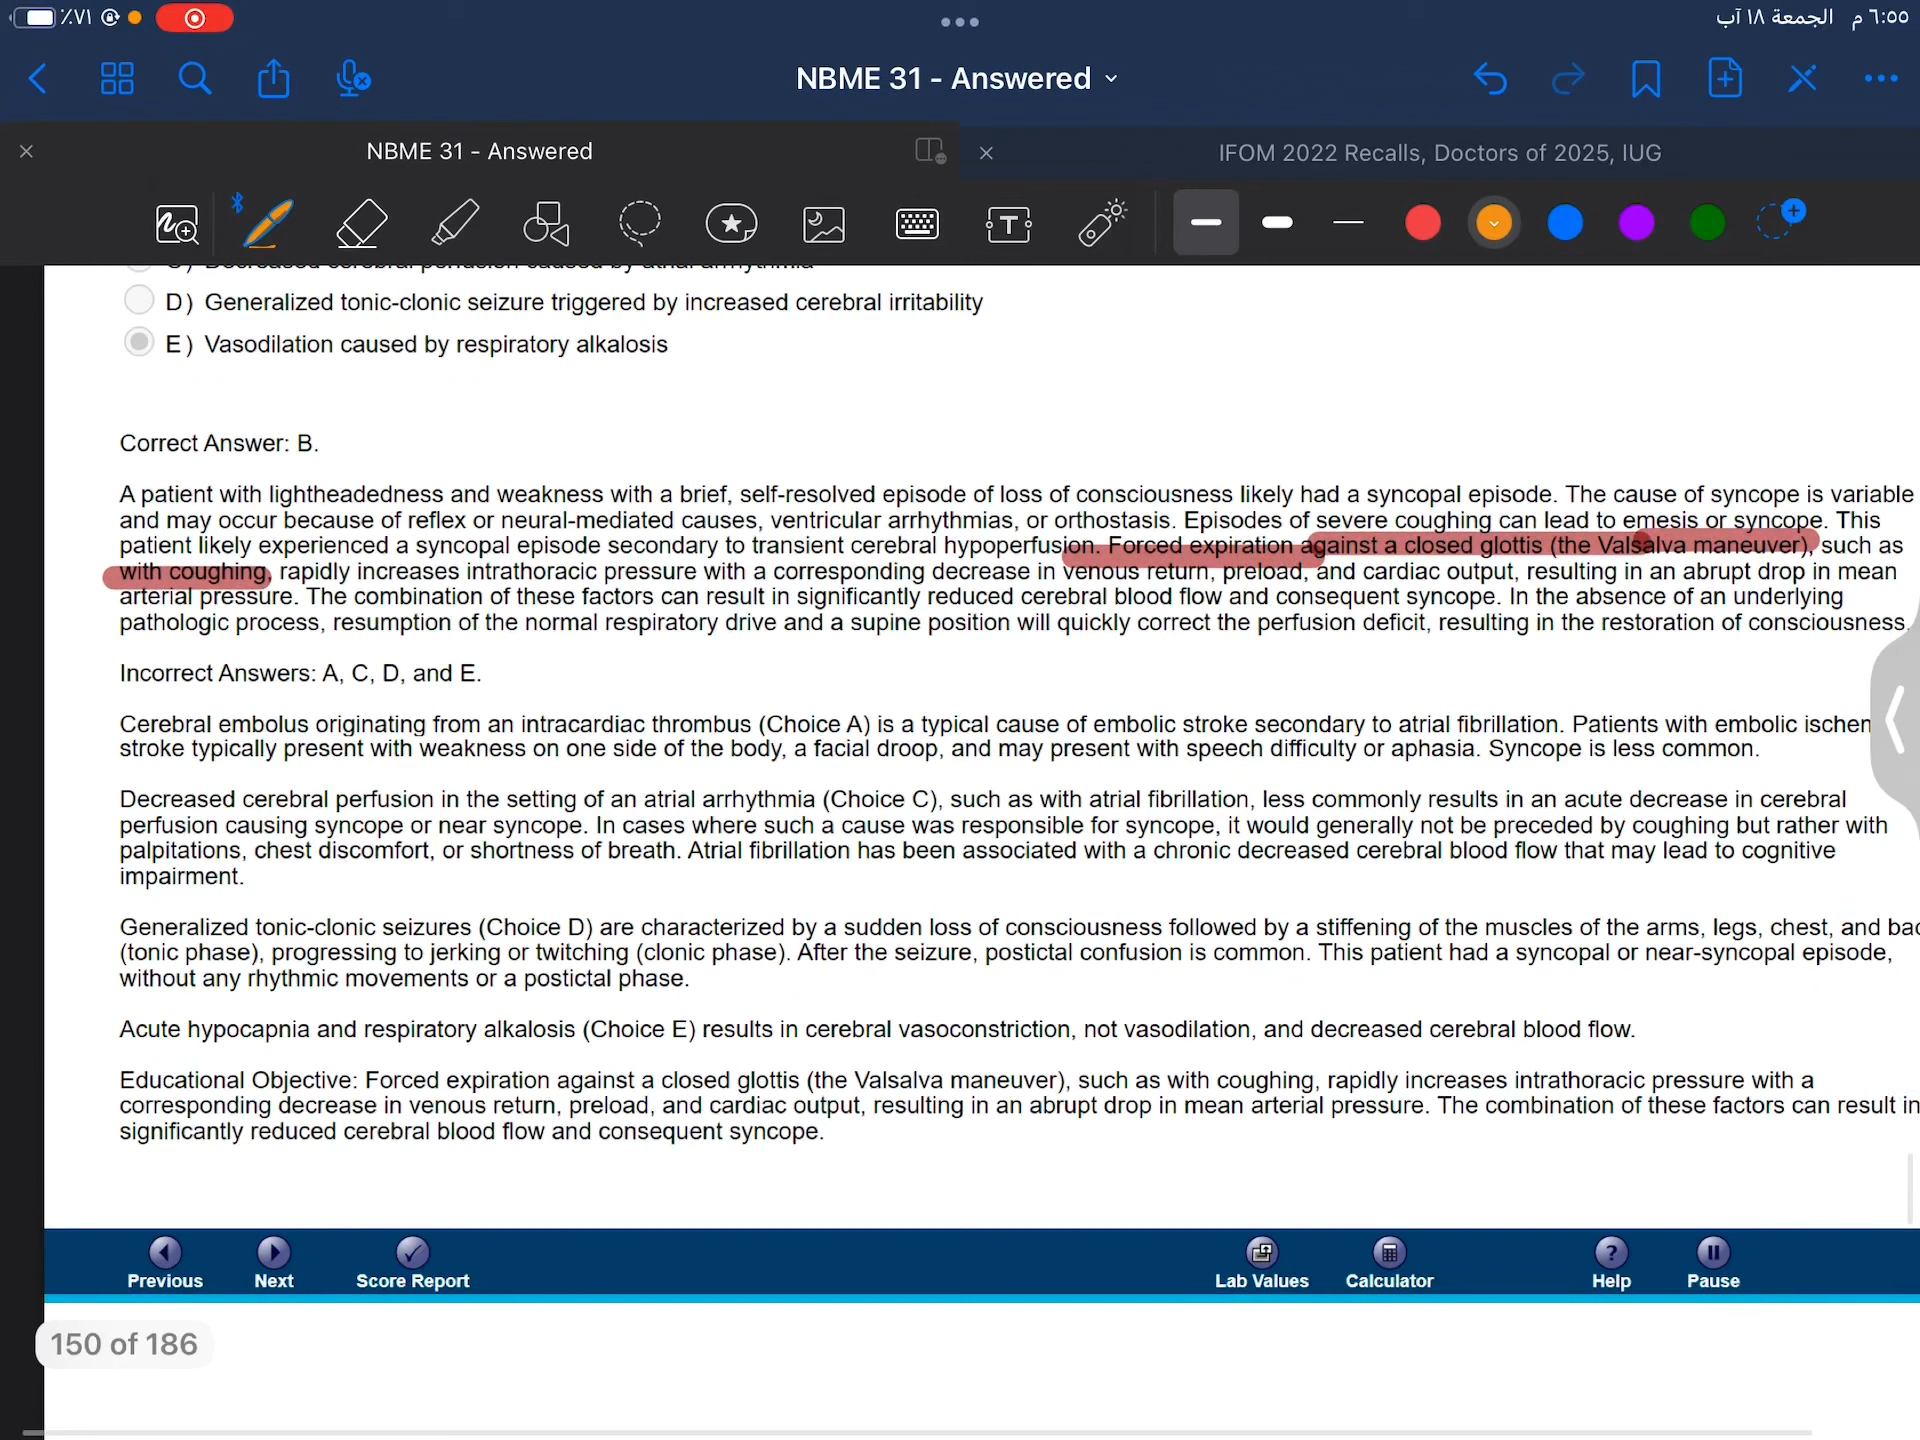 ٪٧١
الجمعة ١٨ آب
٦:٥٥ م
NBME 31 - Answered
NBME 31 - Answered
IFOM 2022 Recalls, Doctors of 2025, IUG
C) Decreased cerebral perfusion caused by atrial arrhythmia
D) Generalized tonic-clonic seizure triggered by increased cerebral irritability
E) Vasodilation caused by respiratory alkalosis
Correct Answer: B.
A patient with lightheadedness and weakness with a brief, self-resolved episode of loss of consciousness likely had a syncopal episode. The cause of syncope is variable
and may occur because of reflex or neural-mediated causes, ventricular arrhythmias, or orthostasis. Episodes of severe coughing can lead to emesis or syncope. This
patient likely experienced a syncopal episode secondary to transient cerebral hypoperfusion. Forced expiration against a closed glottis (the Valsalva maneuver), such as
with coughing, rapidly increases intrathoracic pressure with a corresponding decrease in venous return, preload, and cardiac output, resulting in an abrupt drop in mean
arterial pressure. The combination of these factors can result in significantly reduced cerebral blood flow and consequent syncope. In the absence of an underlying
pathologic process, resumption of the normal respiratory drive and a supine position will quickly correct the perfusion deficit, resulting in the restoration of consciousness.
Incorrect Answers: A, C, D, and E.
Cerebral embolus originating from an intracardiac thrombus (Choice A) is a typical cause of embolic stroke secondary to atrial fibrillation. Patients with embolic ischem
stroke typically present with weakness on one side of the body, a facial droop, and may present with speech difficulty or aphasia. Syncope is less common.
Decreased cerebral perfusion in the setting of an atrial arrhythmia (Choice C), such as with atrial fibrillation, less commonly results in an acute decrease in cerebral
perfusion causing syncope or near syncope. In cases where such a cause was responsible for syncope, it would generally not be preceded by coughing but rather with
palpitations, chest discomfort, or shortness of breath. Atrial fibrillation has been associated with a chronic decreased cerebral blood flow that may lead to cognitive
impairment.
Generalized tonic-clonic seizures (Choice D) are characterized by a sudden loss of consciousness followed by a stiffening of the muscles of the arms, legs, chest, and bac
(tonic phase), progressing to jerking or twitching (clonic phase). After the seizure, postictal confusion is common. This patient had a syncopal or near-syncopal episode,
without any rhythmic movements or a postictal phase.
Acute hypocapnia and respiratory alkalosis (Choice E) results in cerebral vasoconstriction, not vasodilation, and decreased cerebral blood flow.
Educational Objective: Forced expiration against a closed glottis (the Valsalva maneuver), such as with coughing, rapidly increases intrathoracic pressure with a
corresponding decrease in venous return, preload, and cardiac output, resulting in an abrupt drop in mean arterial pressure. The combination of these factors can result in
significantly reduced cerebral blood flow and consequent syncope.
Previous
Next
Score Report
Lab Values
Calculator
Help
Pause
150 of 186